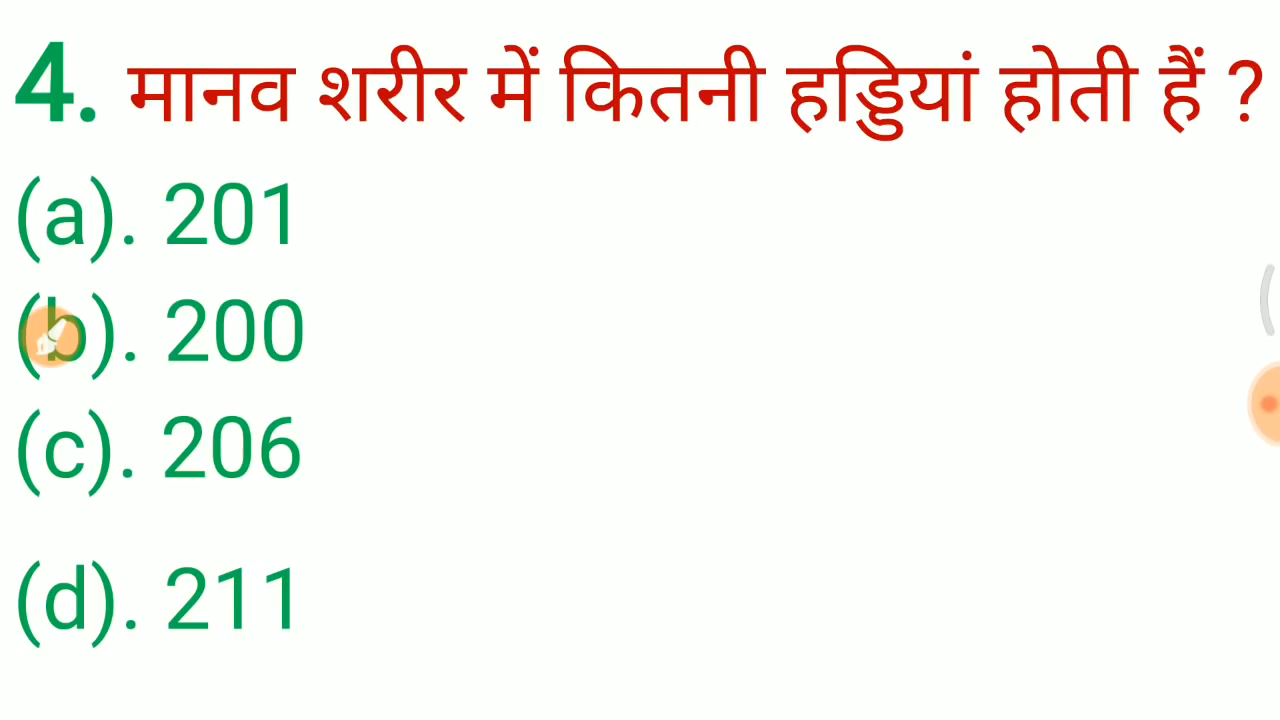 4. मानव शरीर में कितनी हड्डियां होती हैं ?
(a). 201
(b). 200
(c). 206
(d). 211